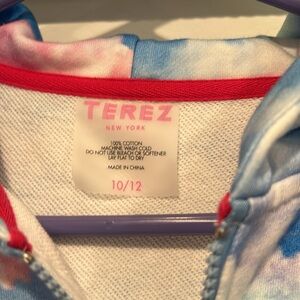 TEREZ
NEW YORK
100% COTTON
MACHINE WASH COLD
DO NOT USE BLEACH OR SOFTENER
LAY FLAT TO DRY
MADE IN CHINA
10/12